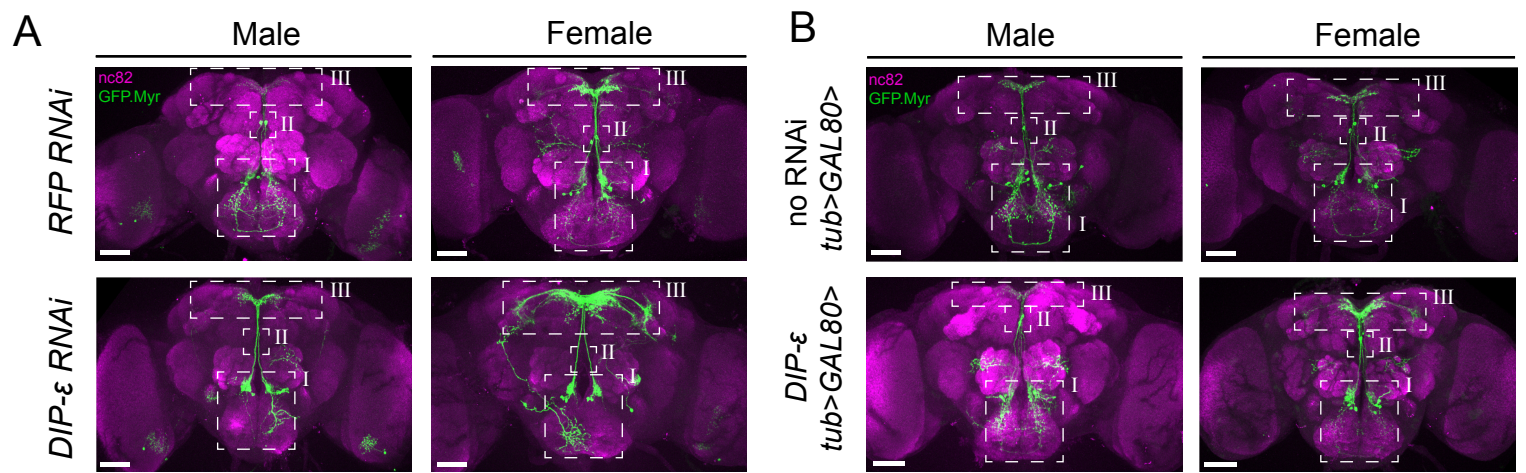 A
Male
Female
B
Male
Female
RFP RNAi
nc82
GFP.Myr
III
II
I
III
II
I
no RNAi
tub>GAL80>
nc82
GFP.Myr
III
II
I
III
II
I
DIP-ε RNAi
III
II
I
III
II
I
DIP-ε
tub>GAL80>
III
II
I
III
II
I